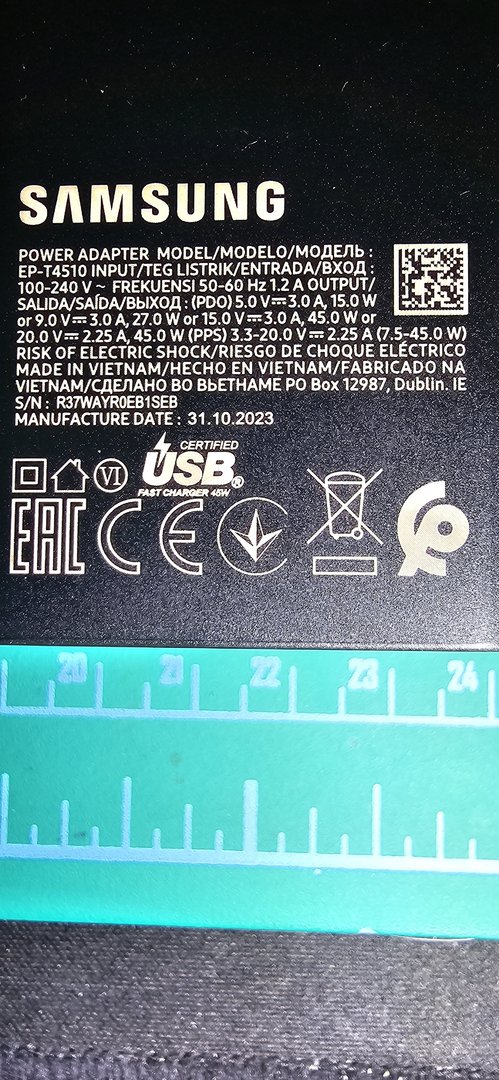 SAMSUNG
POWER ADAPTER MODEL/MODELO/МОДЕЛЬ :
EP-T4510 INPUT/TEG LISTRIK/ENTRADA/ВХОД :
100-240 V ~ FREKUENSI 50-60 Hz 1.2 A OUTPUT/
SALIDA/SAÍDA/ВЫХОД : (PDO) 5.0 V⎓3.0 A, 15.0 W
or 9.0 V⎓3.0 A, 27.0 W or 15.0 V⎓3.0 A, 45.0 W or
20.0 V⎓ 2.25 A, 45.0 W (PPS) 3.3-20.0 V⎓ 2.25 A (7.5-45.0 W)
RISK OF ELECTRIC SHOCK/RIESGO DE CHOQUE ELÉCTRICO
MADE IN VIETNAM/HECHO EN VIETNAM/FABRICADO NA
VIETNAM/СДЕЛАНО ВО ВЬЕТНАМЕ PO Box 12987, Dublin. IE
S/N : R37WAYR0EB1SEB
MANUFACTURE DATE : 31.10.2023
VI
CERTIFIED
USB®
FAST CHARGER 45W
EAC CE
20 21 22 23 24